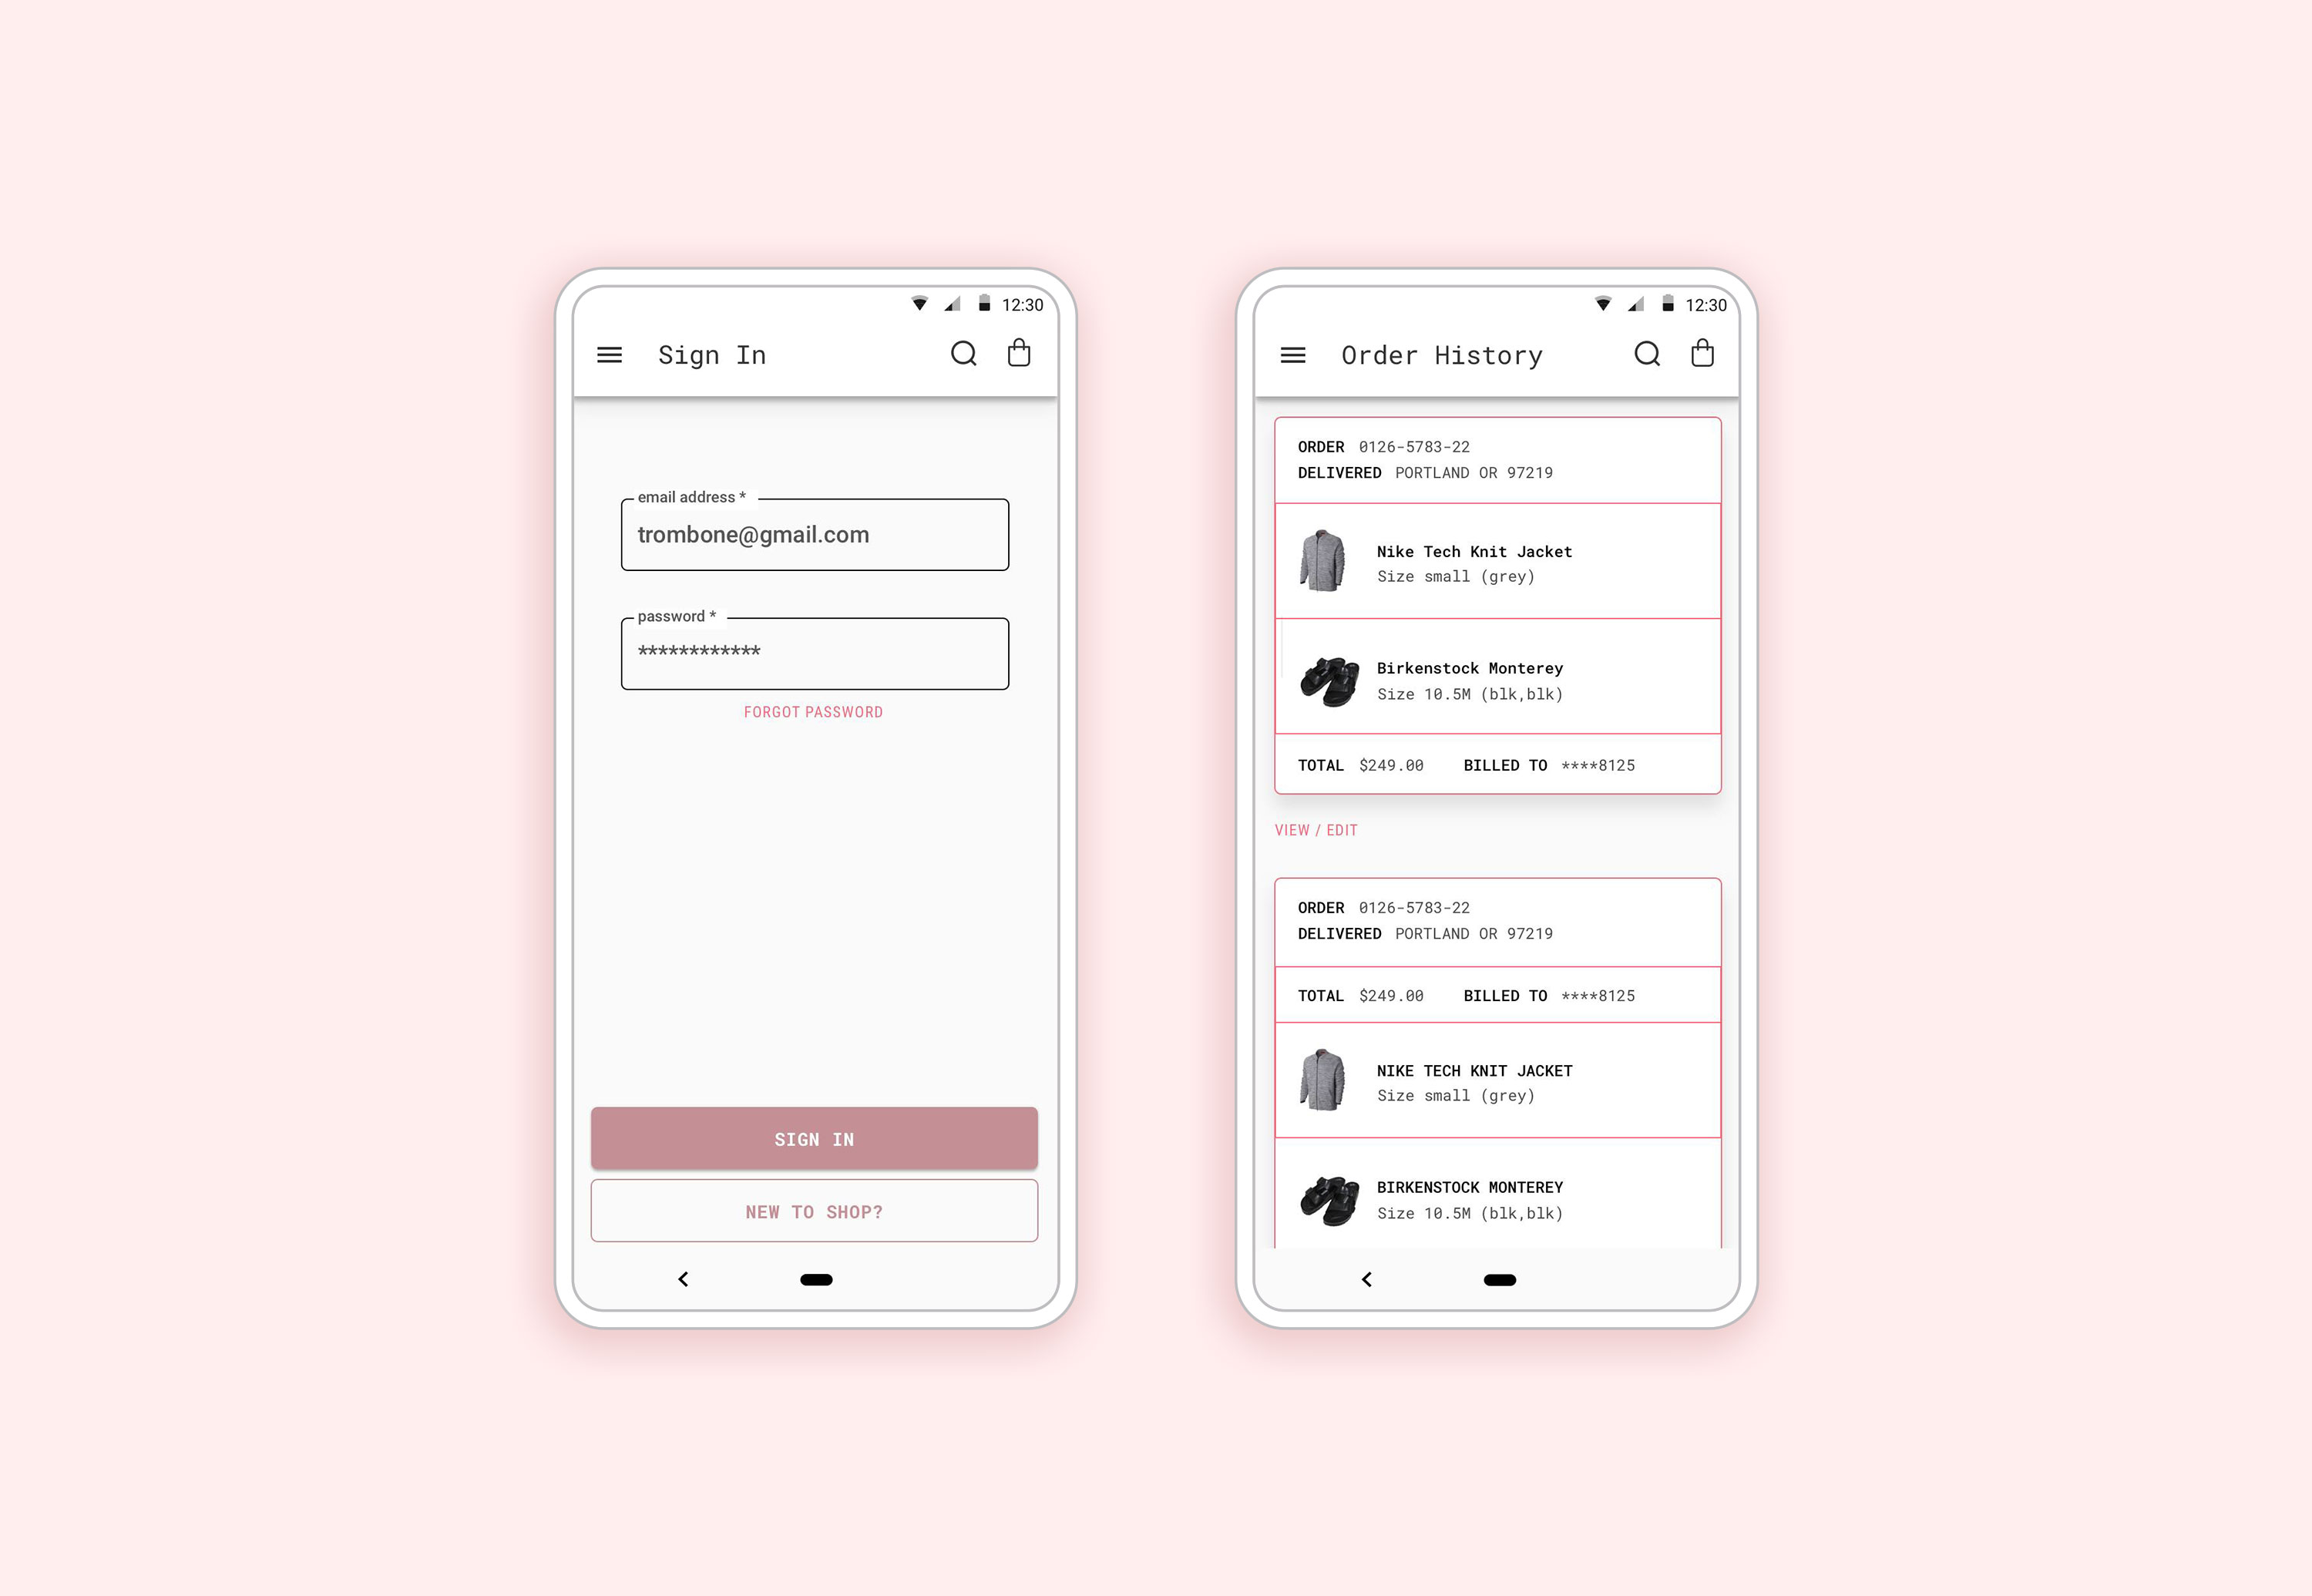 12:30
Sign In
email address *
trombone@gmail.com
password *
************
FORGOT PASSWORD
SIGN IN
NEW TO SHOP?
12:30
Order History
ORDER 0126-5783-22
DELIVERED PORTLAND OR 97219
Nike Tech Knit Jacket
Size small (grey)
Birkenstock Monterey
Size 10.5M (blk,blk)
TOTAL $249.00 BILLED TO ****8125
VIEW / EDIT
ORDER 0126-5783-22
DELIVERED PORTLAND OR 97219
TOTAL $249.00 BILLED TO ****8125
NIKE TECH KNIT JACKET
Size small (grey)
BIRKENSTOCK MONTEREY
Size 10.5M (blk,blk)